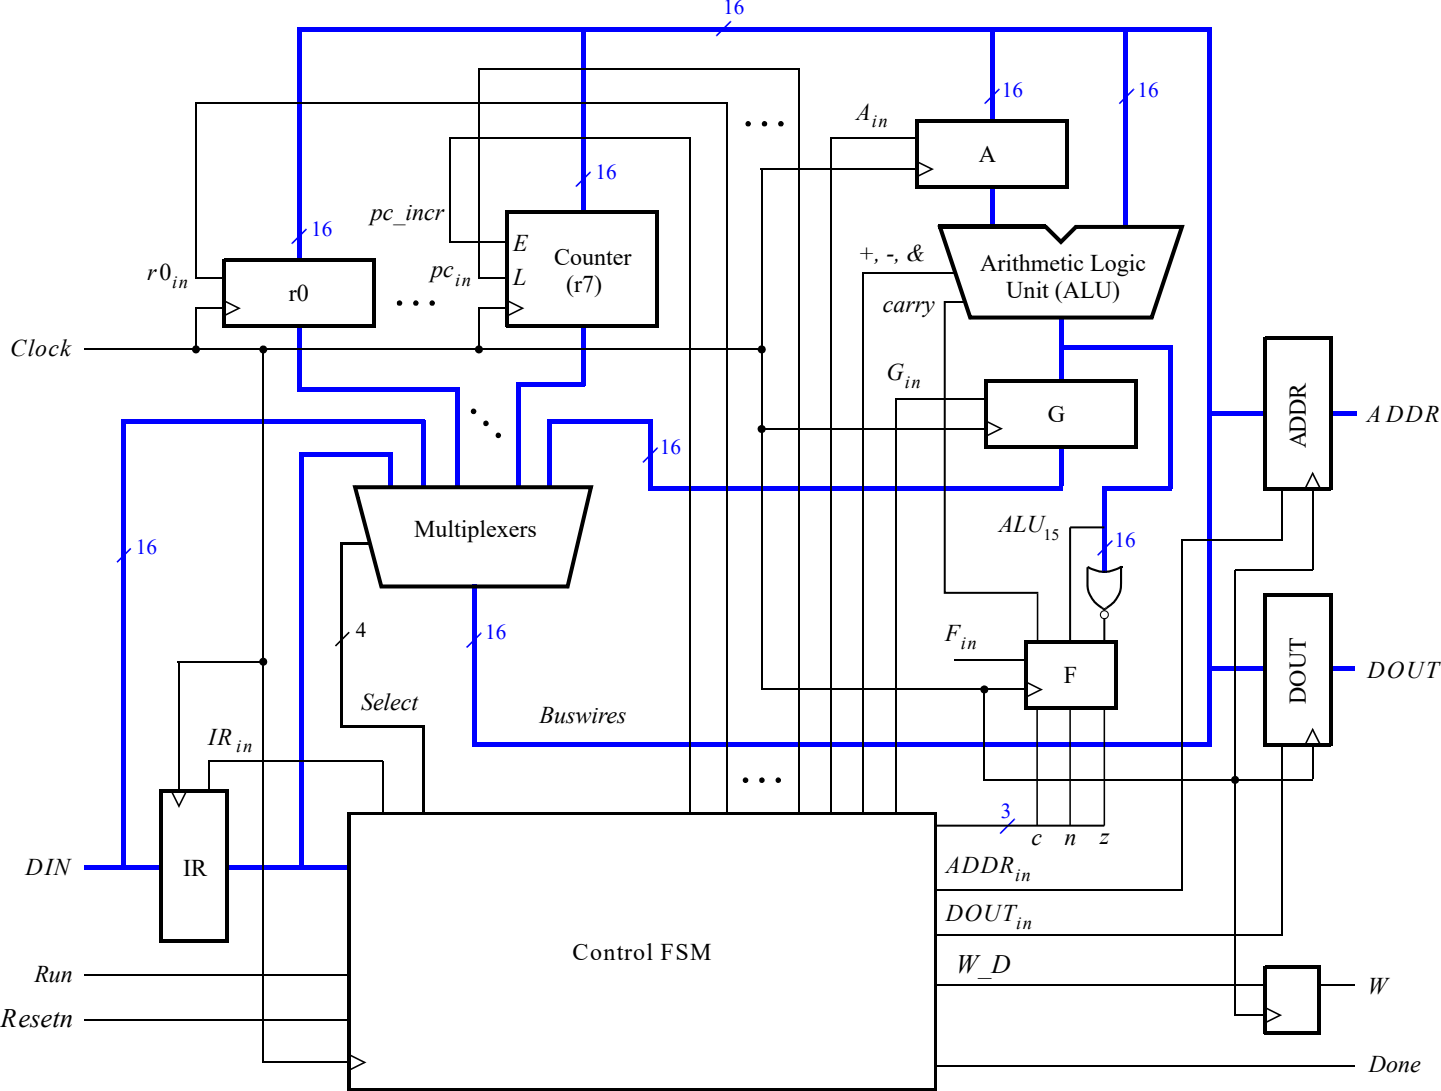 16
16
16
A_in
A
16
16
pc_incr
E
Counter
(r7)
r0_in
r0
• • •
pc_in
L
+, -, &
Arithmetic Logic
Unit (ALU)
carry
Clock
G_in
G
ADDR
ADDR
16
Multiplexers
ALU_15
16
16
4
16
F_in
F
DOUT
DOUT
Select
Buswires
IR_in
3
c n z
DIN
IR
ADDR_in
DOUT_in
Control FSM
W_D
Run
W
Resetn
Done